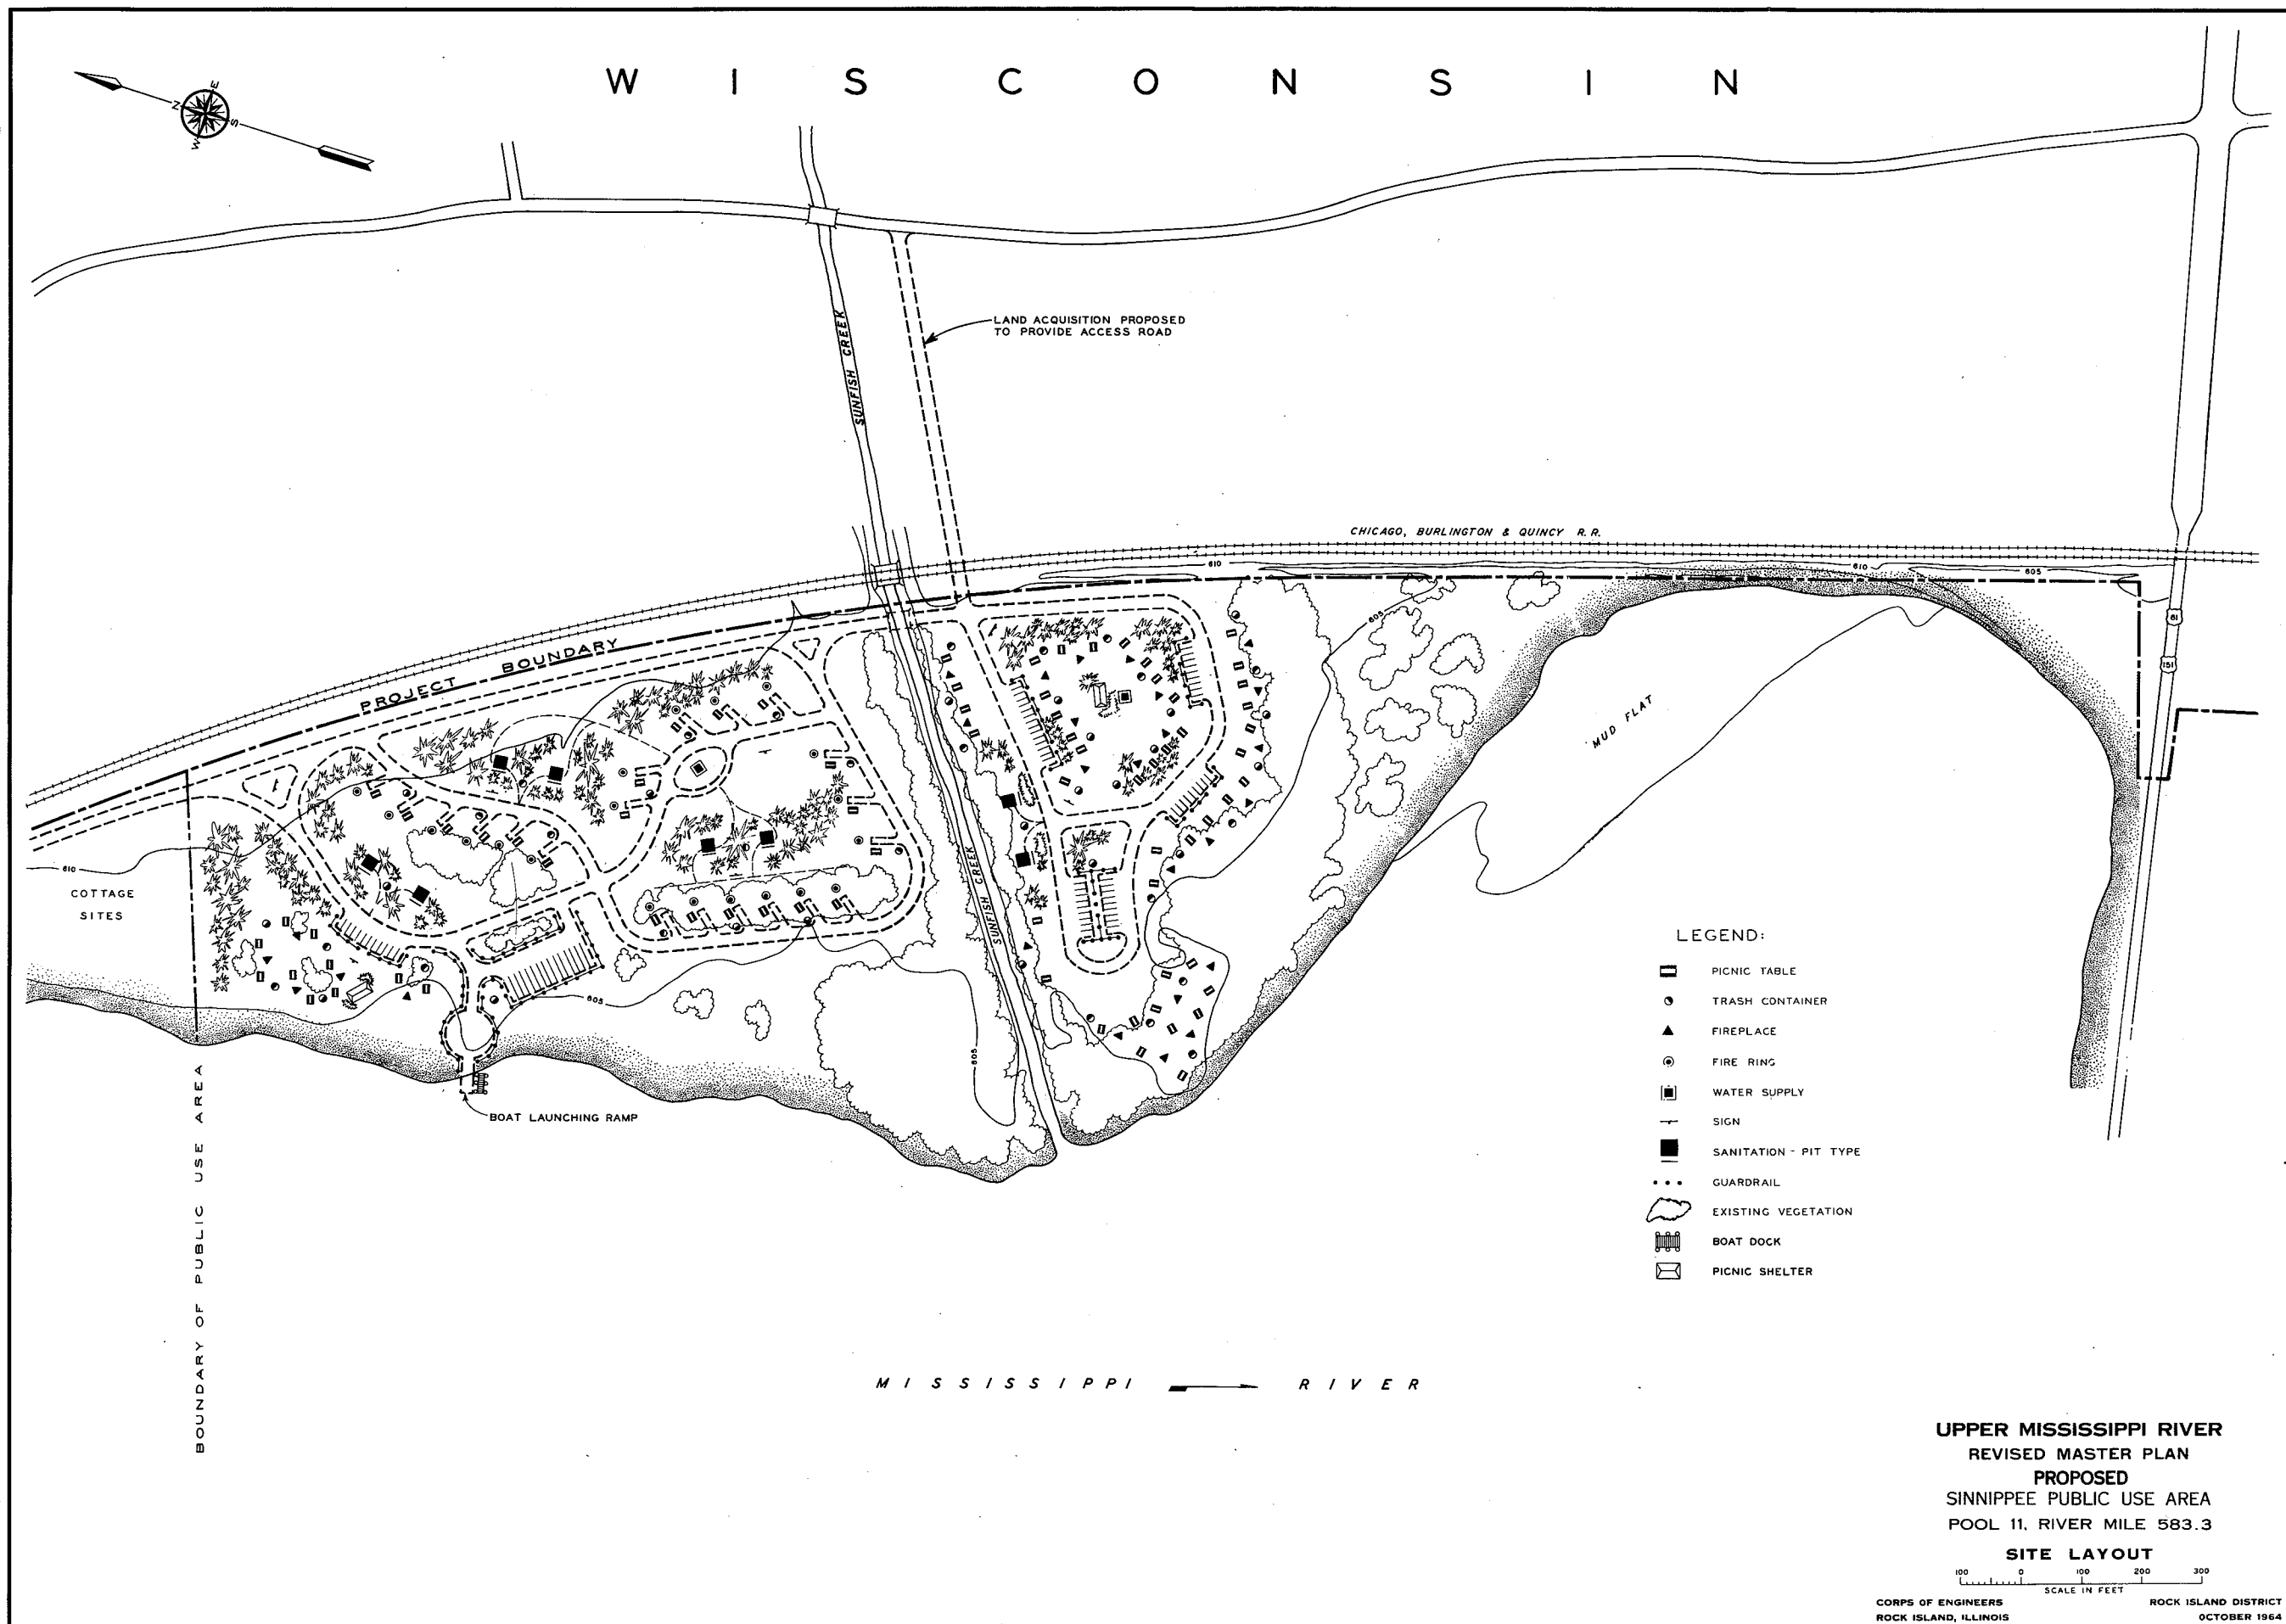 W I S C O N S I N
N
E
S
W
LAND ACQUISITION PROPOSED
TO PROVIDE ACCESS ROAD
SUNFISH CREEK
CHICAGO, BURLINGTON & QUINCY R.R.
610
610
605
PROJECT BOUNDARY
605
61
151
MUD FLAT
610
COTTAGE
SITES
SUNFISH CREEK
605
605
BOAT LAUNCHING RAMP
BOUNDARY OF PUBLIC USE AREA
LEGEND:
PICNIC TABLE
TRASH CONTAINER
FIREPLACE
FIRE RING
WATER SUPPLY
SIGN
SANITATION - PIT TYPE
GUARDRAIL
EXISTING VEGETATION
BOAT DOCK
PICNIC SHELTER
MISSISSIPPI RIVER
UPPER MISSISSIPPI RIVER
REVISED MASTER PLAN
PROPOSED
SINNIPPEE PUBLIC USE AREA
POOL 11, RIVER MILE 583.3
SITE LAYOUT
100 0 100 200 300
SCALE IN FEET
CORPS OF ENGINEERS ROCK ISLAND DISTRICT
ROCK ISLAND, ILLINOIS OCTOBER 1964